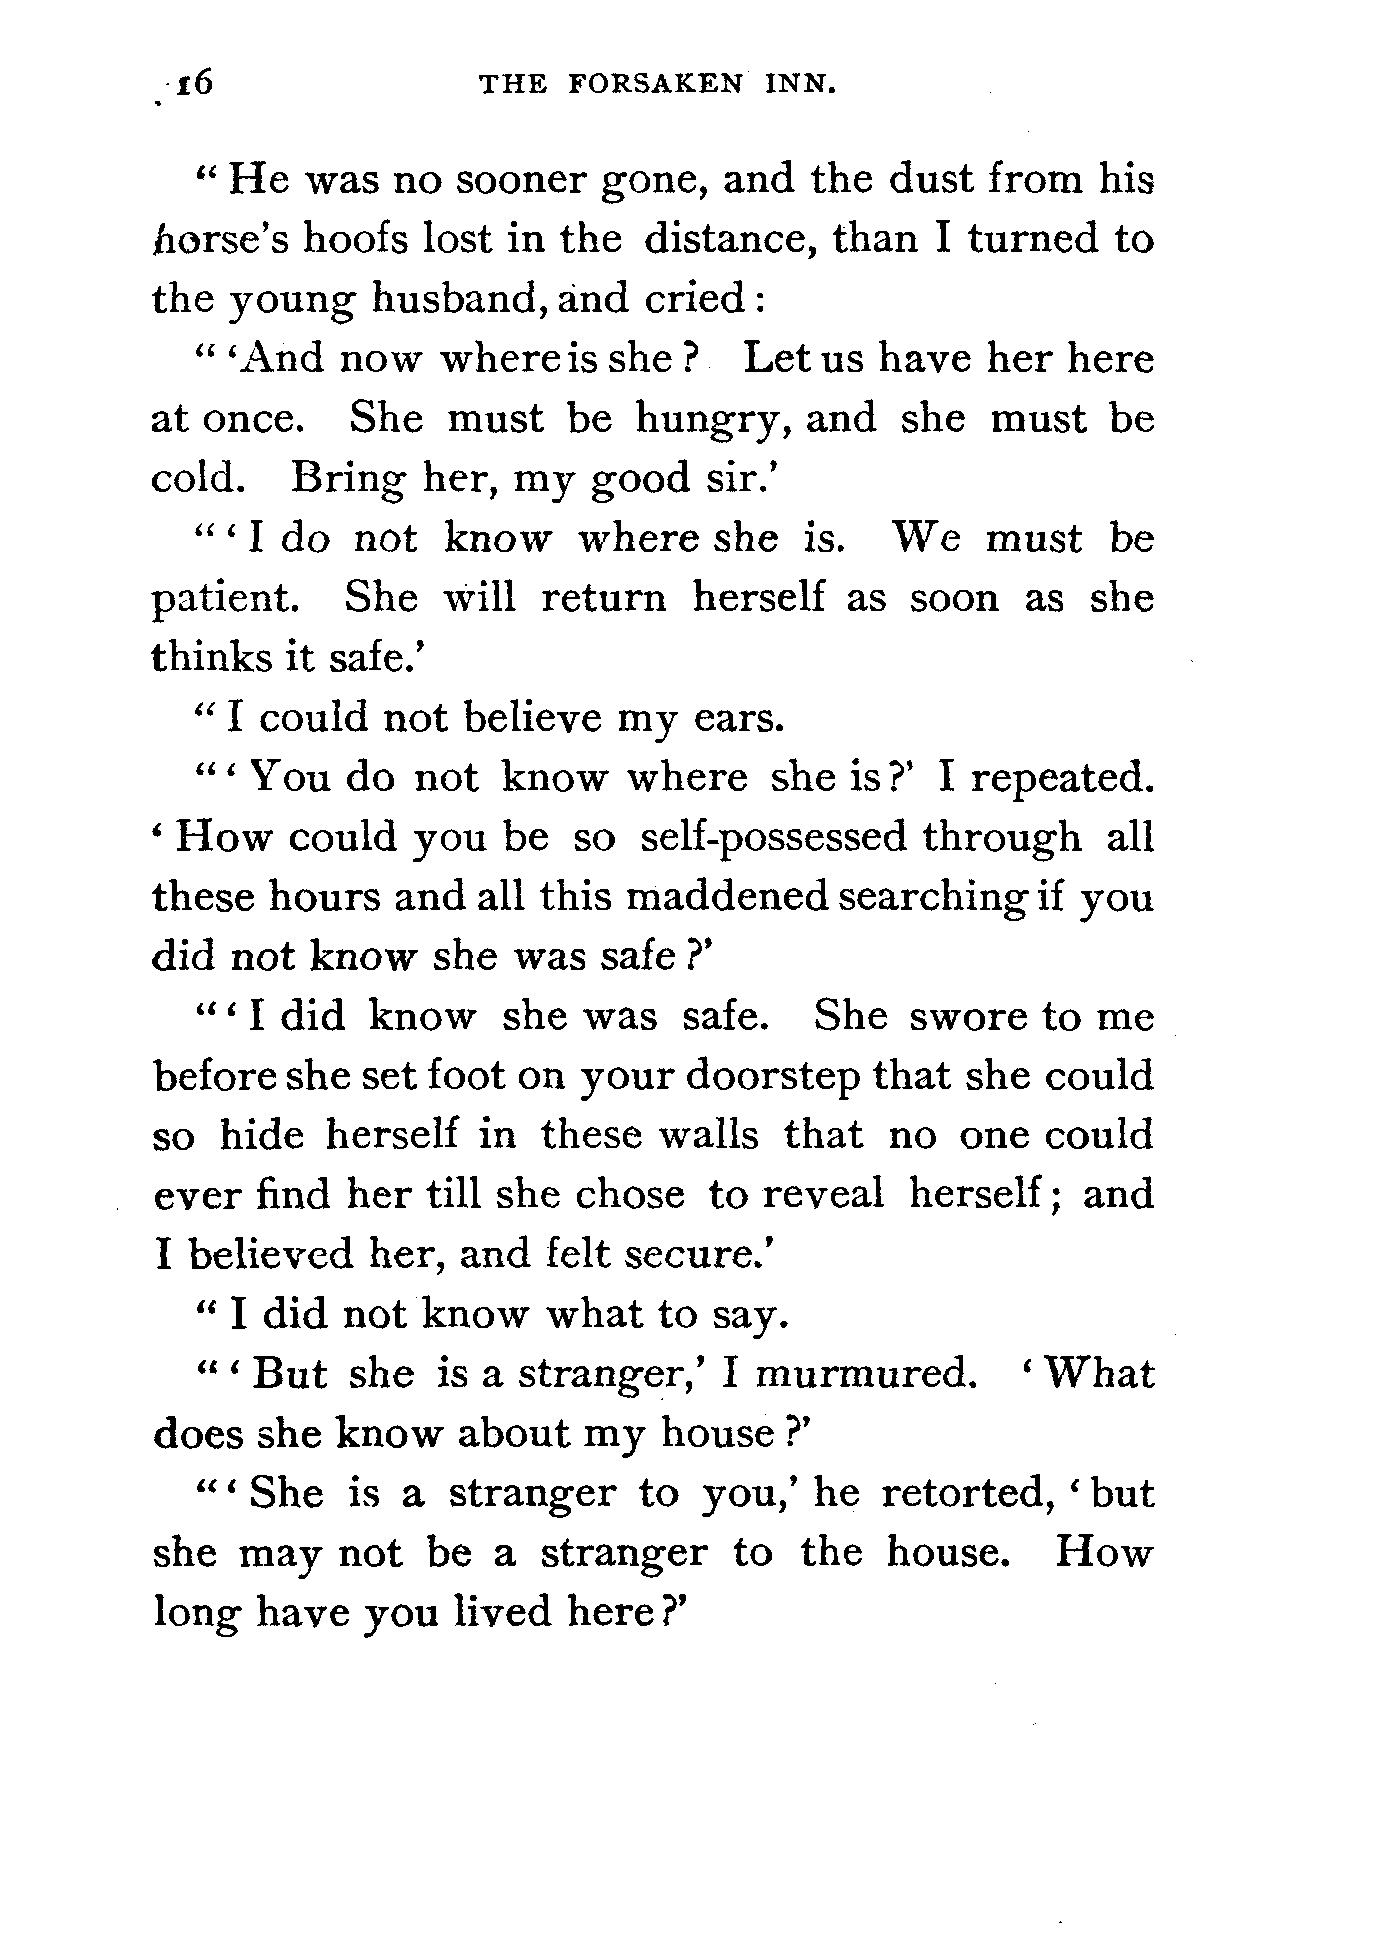 16 THE FORSAKEN INN.
“ He was no sooner gone, and the dust from his
horse's hoofs lost in the distance, than I turned to
the young husband, and cried :
“ ‘And now where is she ? Let us have her here
at once. She must be hungry, and she must be
cold. Bring her, my good sir.’
“ ‘ I do not know where she is. We must be
patient. She will return herself as soon as she
thinks it safe.’
“ I could not believe my ears.
“ ‘ You do not know where she is ?’ I repeated.
‘ How could you be so self-possessed through all
these hours and all this maddened searching if you
did not know she was safe ?’
“ ‘ I did know she was safe. She swore to me
before she set foot on your doorstep that she could
so hide herself in these walls that no one could
ever find her till she chose to reveal herself ; and
I believed her, and felt secure.’
“ I did not know what to say.
“ ‘ But she is a stranger,’ I murmured. ‘ What
does she know about my house ?’
“ ‘ She is a stranger to you,’ he retorted, ‘ but
she may not be a stranger to the house. How
long have you lived here ?’